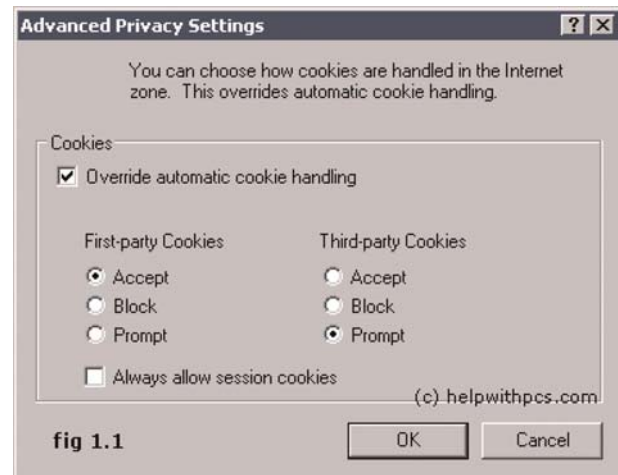 Advanced Privacy Settings
You can choose how cookies are handled in the Internet
zone. This overrides automatic cookie handling.
Cookies
Override automatic cookie handling
First-party Cookies
Third-party Cookies
Accept
Accept
Block
Block
Prompt
Prompt
Always allow session cookies
(c) helpwithpcs.com
fig 1.1
OK
Cancel